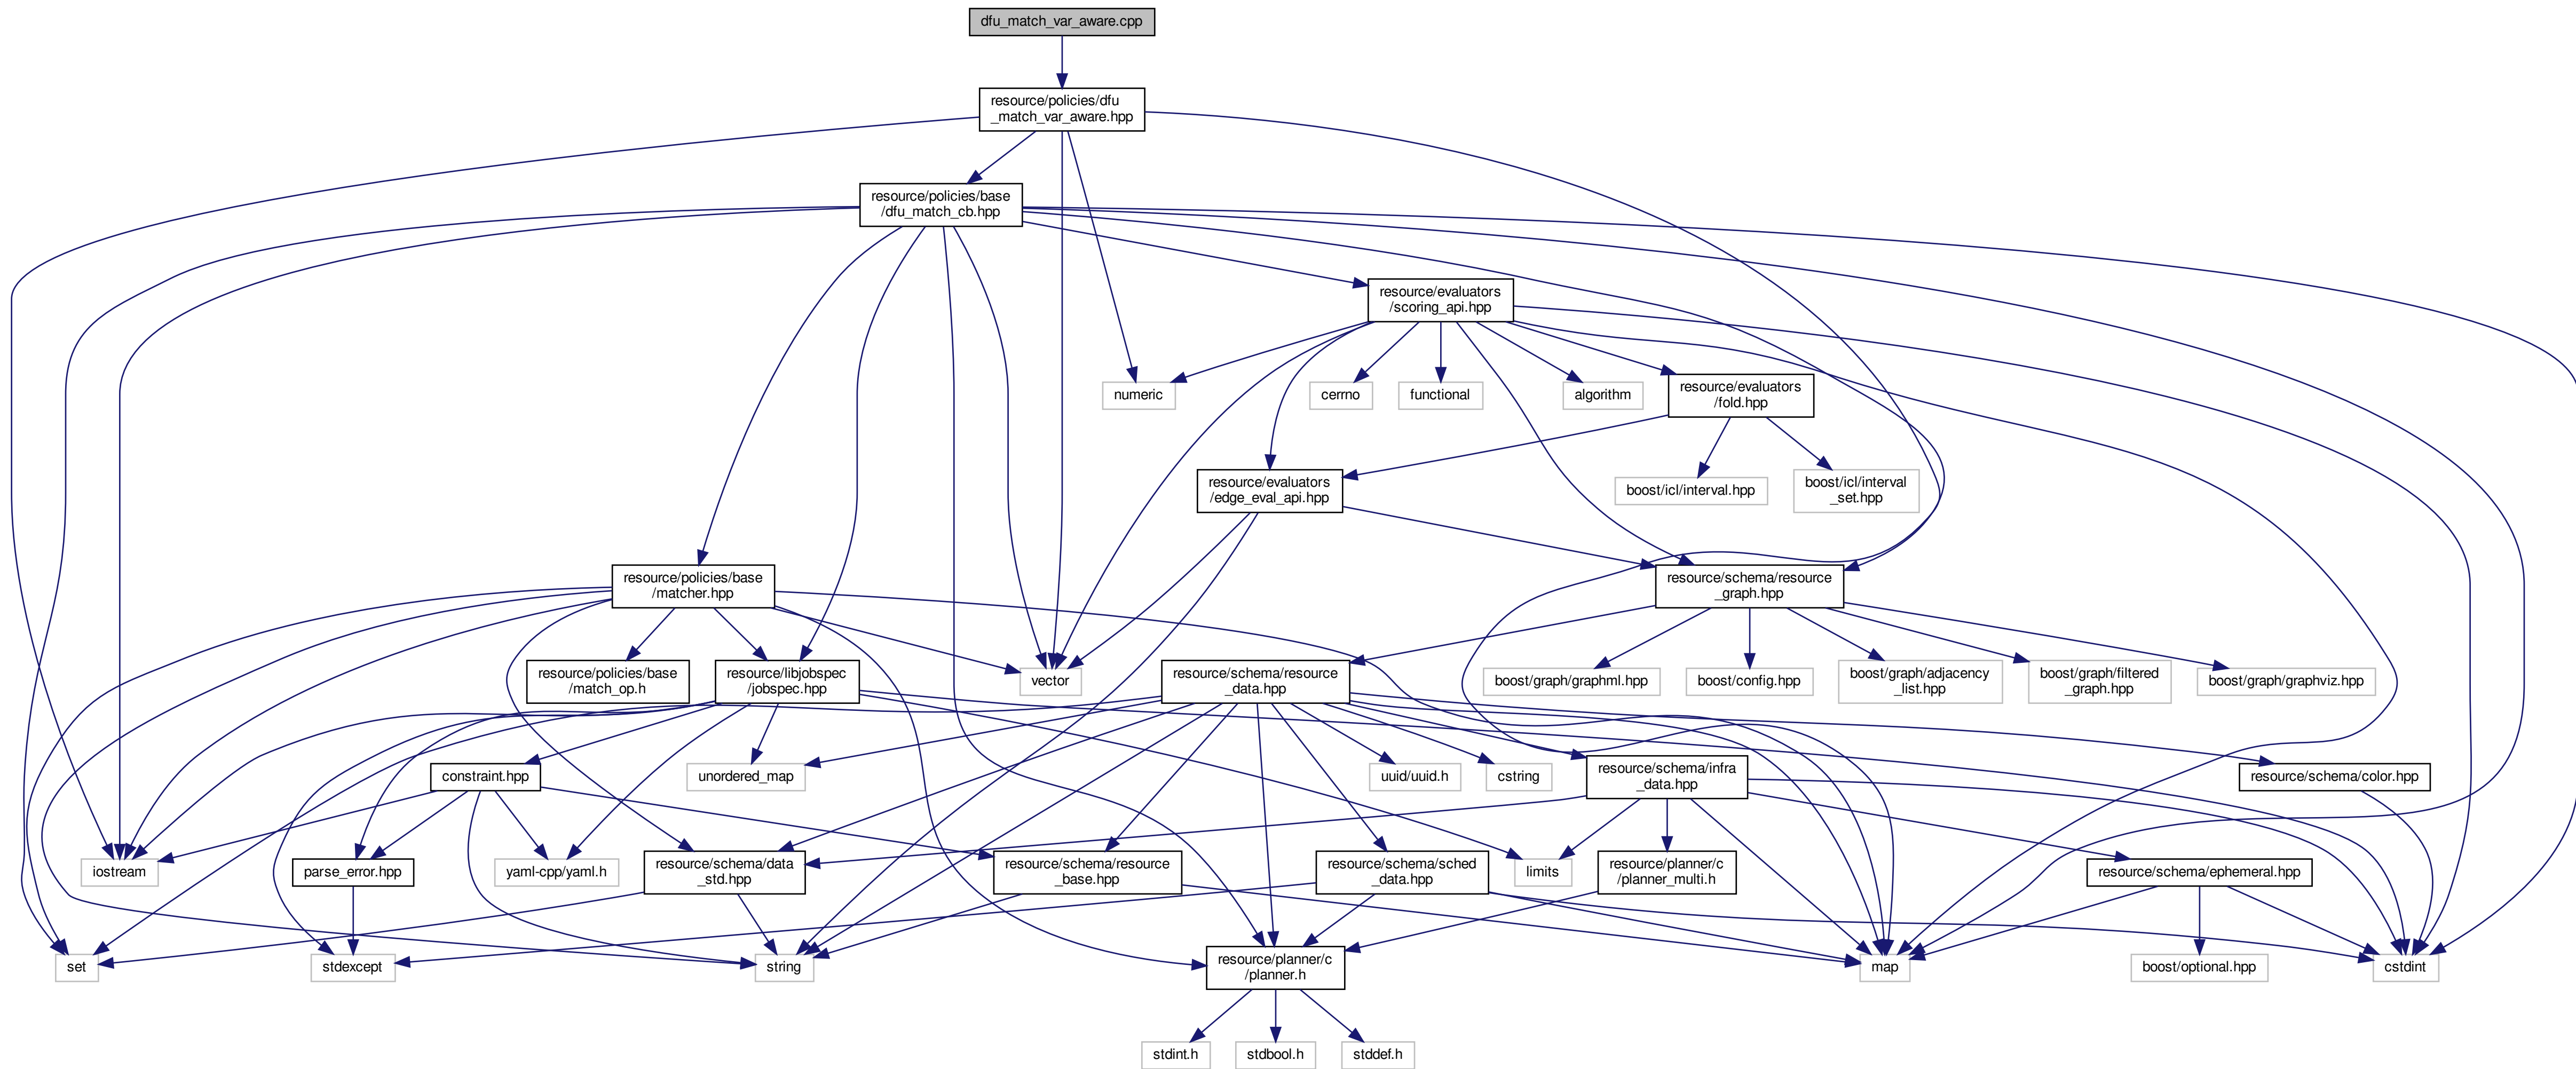 dfu_match_var_aware.cpp
resource/policies/dfu
_match_var_aware.hpp
resource/policies/base
/dfu_match_cb.hpp
resource/evaluators
/scoring_api.hpp
numeric
cerrno
functional
algorithm
resource/evaluators
/fold.hpp
resource/evaluators
/edge_eval_api.hpp
boost/icl/interval.hpp
boost/icl/interval
_set.hpp
resource/policies/base
/matcher.hpp
resource/schema/resource
_graph.hpp
resource/policies/base
/match_op.h
resource/libjobspec
/jobspec.hpp
vector
resource/schema/resource
_data.hpp
boost/graph/graphml.hpp
boost/config.hpp
boost/graph/adjacency
_list.hpp
boost/graph/filtered
_graph.hpp
boost/graph/graphviz.hpp
constraint.hpp
unordered_map
uuid/uuid.h
cstring
resource/schema/infra
_data.hpp
resource/schema/color.hpp
iostream
parse_error.hpp
yaml-cpp/yaml.h
resource/schema/data
_std.hpp
resource/schema/resource
_base.hpp
resource/schema/sched
_data.hpp
limits
resource/planner/c
/planner_multi.h
resource/schema/ephemeral.hpp
set
stdexcept
string
resource/planner/c
/planner.h
map
boost/optional.hpp
cstdint
stdint.h
stdbool.h
stddef.h